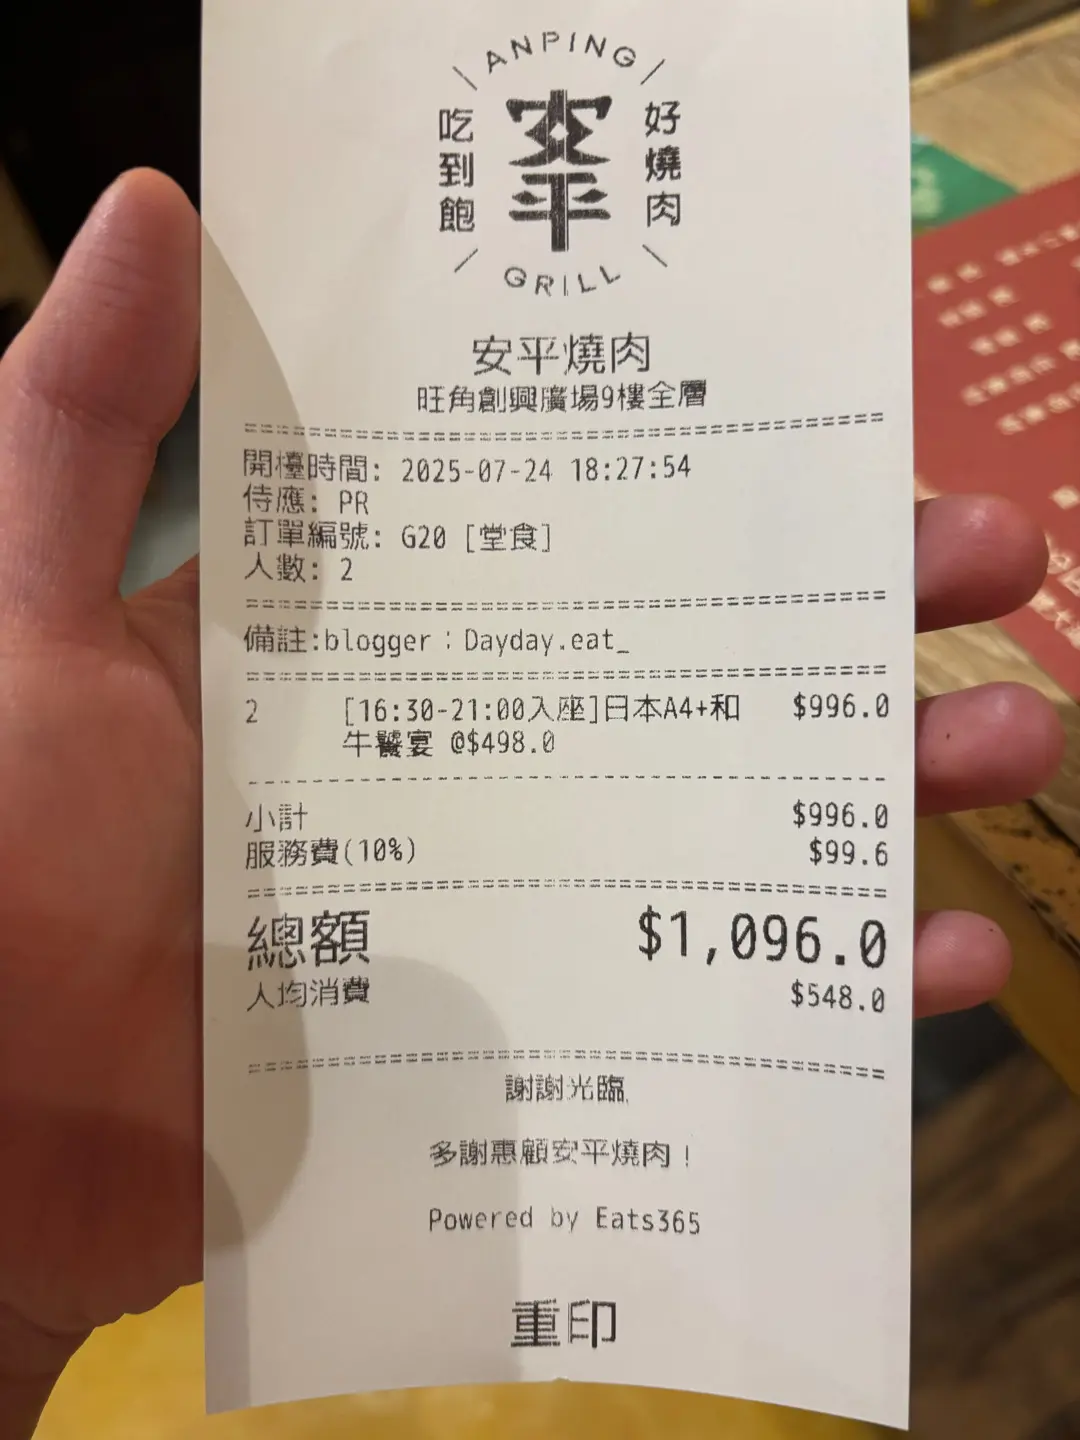 ANPING
吃到飽
安平
好燒肉
GRILL
安平燒肉
旺角創興廣場9樓全層
開檯時間: 2025-07-24 18:27:54
侍應: PR
訂單編號: G20 [堂食]
人數: 2
備註:blogger：Dayday.eat_
2 [16:30-21:00入座]日本A4+和 $996.0
牛饗宴 @$498.0
小計 $996.0
服務費(10%) $99.6
總額 $1,096.0
人均消費 $548.0
謝謝光臨
多謝惠顧安平燒肉！
Powered by Eats365
重印